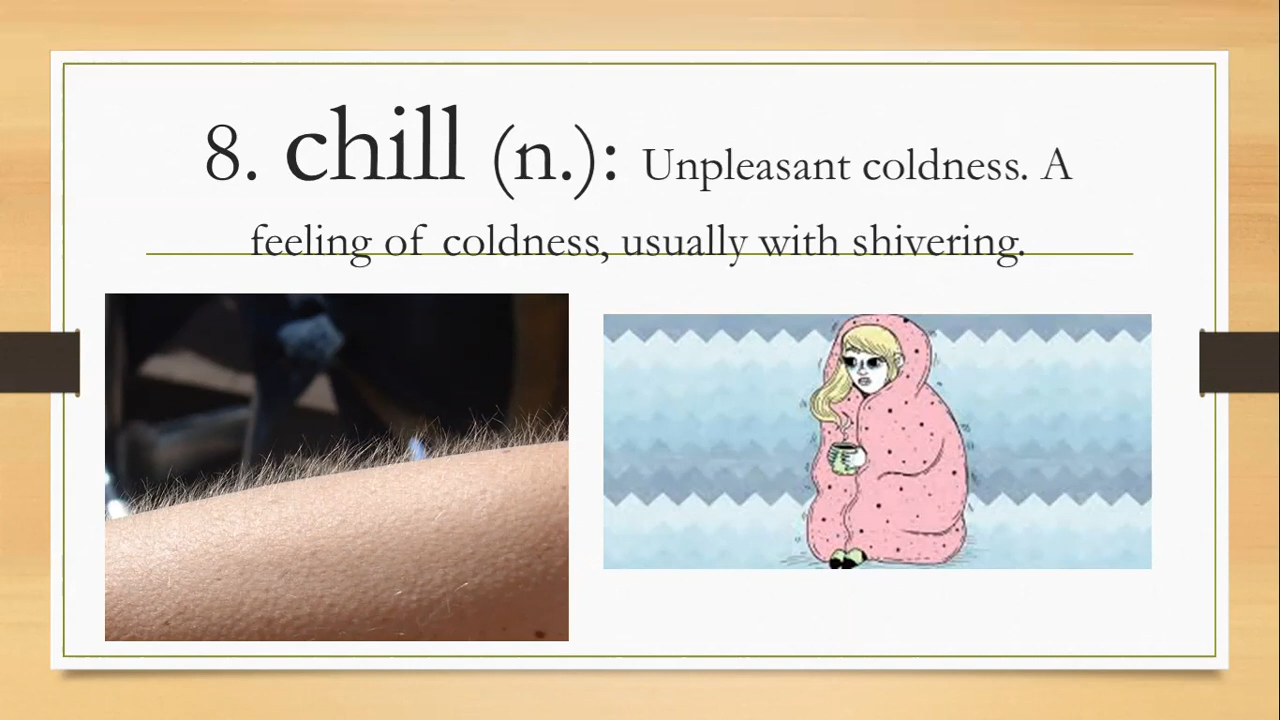 8. chill (n.): Unpleasant coldness. A
feeling of coldness, usually with shivering.